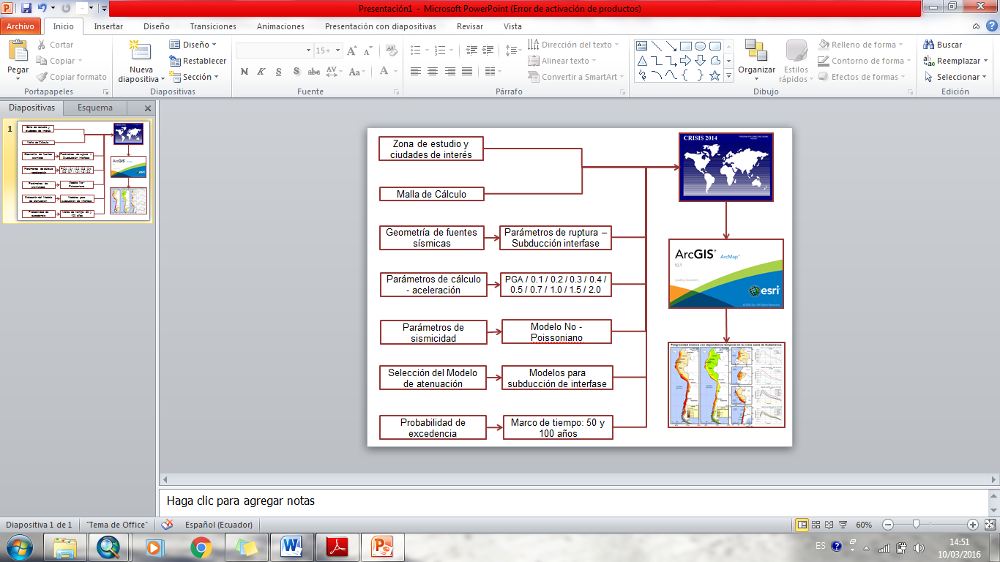 Presentación1 - Microsoft PowerPoint (Error de activación de productos)
Archivo Inicio Insertar Diseño Transiciones Animaciones Presentación con diapositivas Revisar Vista
Pegar
Cortar
Copiar
Copiar formato
Portapapeles
Nueva
diapositiva
Diseño
Restablecer
Sección
Diapositivas
15+
N K S S abc AV Aa A
Fuente
Dirección del texto
Alinear texto
Convertir a SmartArt
Párrafo
Organizar
Estilos
rápidos
Relleno de forma
Contorno de forma
Efectos de formas
Dibujo
Buscar
Reemplazar
Seleccionar
Edición
Diapositivas Esquema
1
Zona de estudio y
ciudades de interés
Malla de Cálculo
Geometría de fuentes
sísmicas
Parámetros de ruptura –
Subducción interfase
Parámetros de cálculo
- aceleración
PGA / 0.1 / 0.2 / 0.3 / 0.4 /
0.5 / 0.7 / 1.0 / 1.5 / 2.0
Parámetros de
sismicidad
Modelo No -
Poissoniano
Selección del Modelo
de atenuación
Modelos para
subducción de interfase
Probabilidad de
excedencia
Marco de tiempo: 50 y
100 años
CRISIS 2014
ArcGIS® ArcMap™
10.1
Loading Document...
esri
Peligrosidad sísmica con dependencia temporal en la costa oeste de Sudamérica.
Haga clic para agregar notas
Diapositiva 1 de 1 "Tema de Office" Español (Ecuador) 60%
ES 14:51
10/03/2016